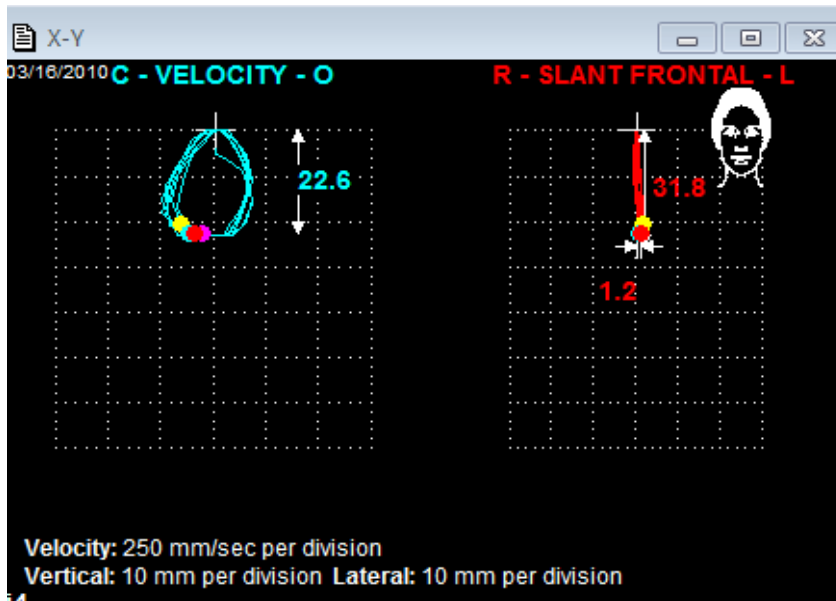 X-Y
03/16/2010 C - VELOCITY - O
R - SLANT FRONTAL - L
22.6
31.8
1.2
Velocity: 250 mm/sec per division
Vertical: 10 mm per division Lateral: 10 mm per division